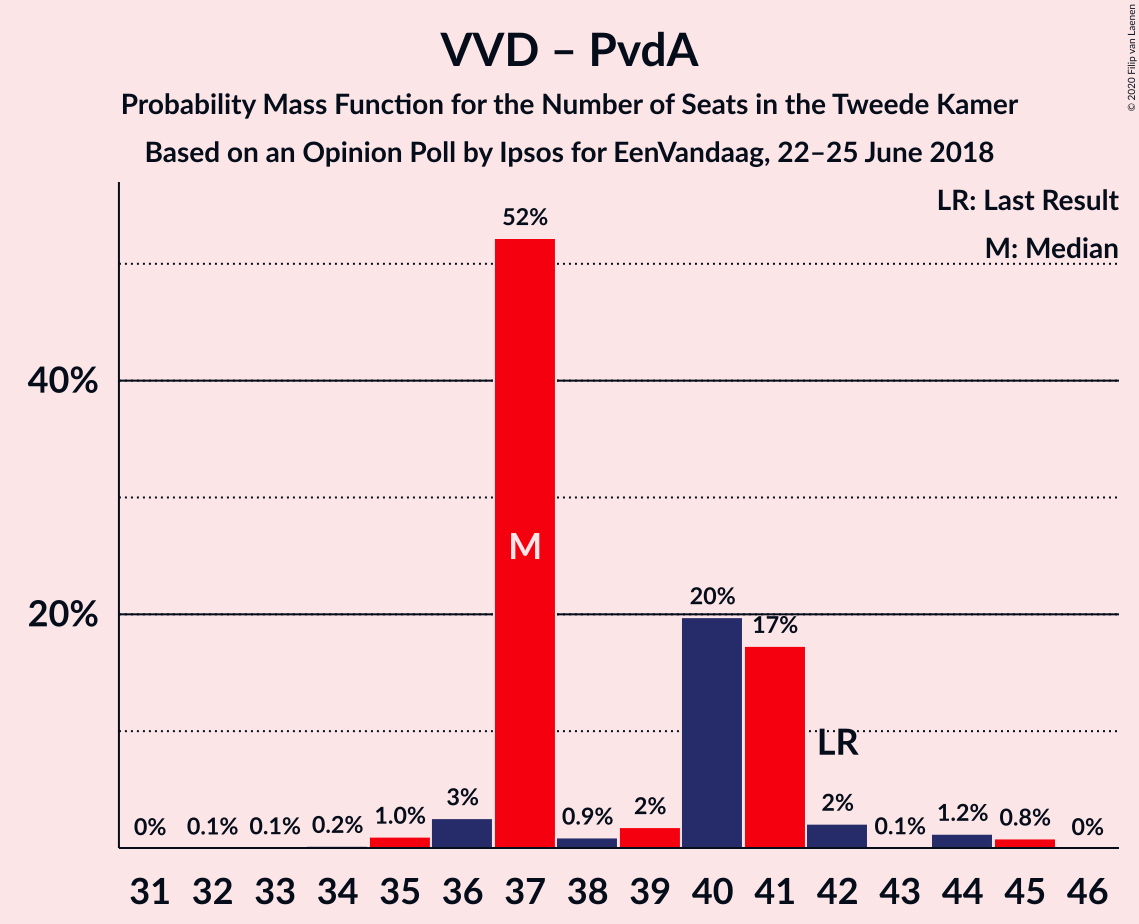 VVD – PvdA
Probability Mass Function for the Number of Seats in the Tweede Kamer
Based on an Opinion Poll by Ipsos for EenVandaag, 22–25 June 2018
© 2020 Filip van Laenen
LR: Last Result
M: Median
52%
40%
M
20%
20%
17%
LR
0% 0.1% 0.1% 0.2% 1.0% 3% 0.9% 2% 2% 0.1% 1.2% 0.8% 0%
31 32 33 34 35 36 37 38 39 40 41 42 43 44 45 46